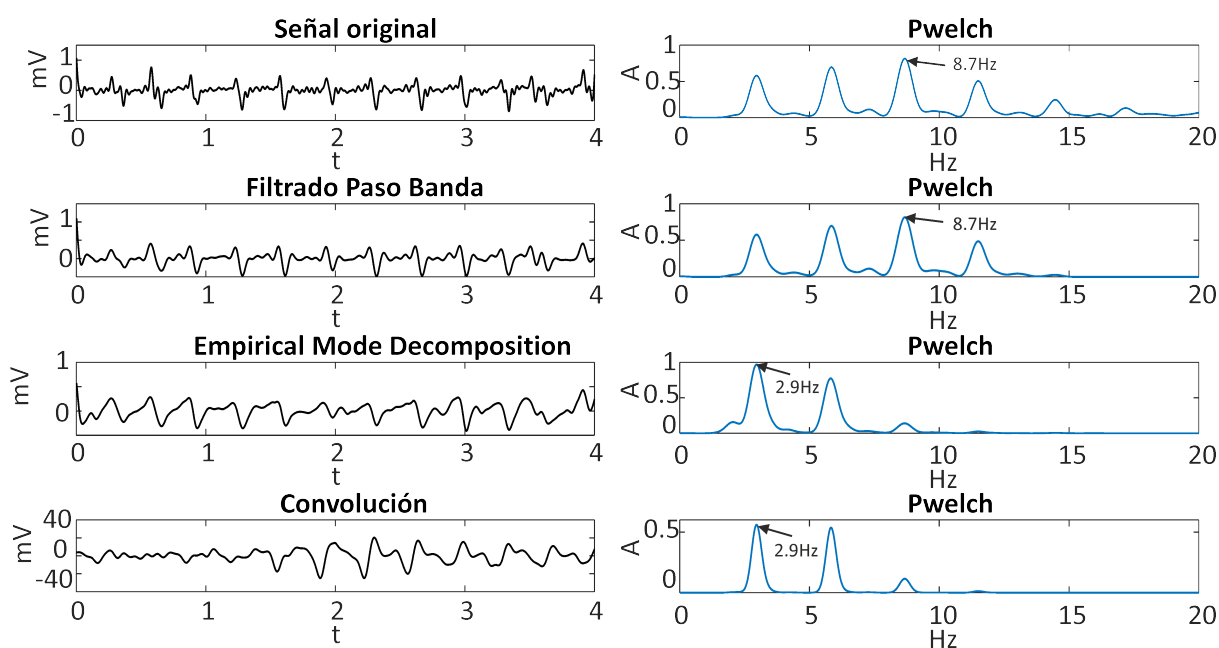 Señal original
mV
1
0
-1
0 1 2 3 4
t
Pwelch
A
1
0.5
0
8.7Hz
0 5 10 15 20
Hz
Filtrado Paso Banda
mV
1
0
0 1 2 3 4
t
Pwelch
A
1
0.5
0
8.7Hz
0 5 10 15 20
Hz
Empirical Mode Decomposition
mV
1
0
0 1 2 3 4
t
Pwelch
A
1
0.5
0
2.9Hz
0 5 10 15 20
Hz
Convolución
mV
40
0
-40
0 1 2 3 4
t
Pwelch
A
0.5
0
2.9Hz
0 5 10 15 20
Hz